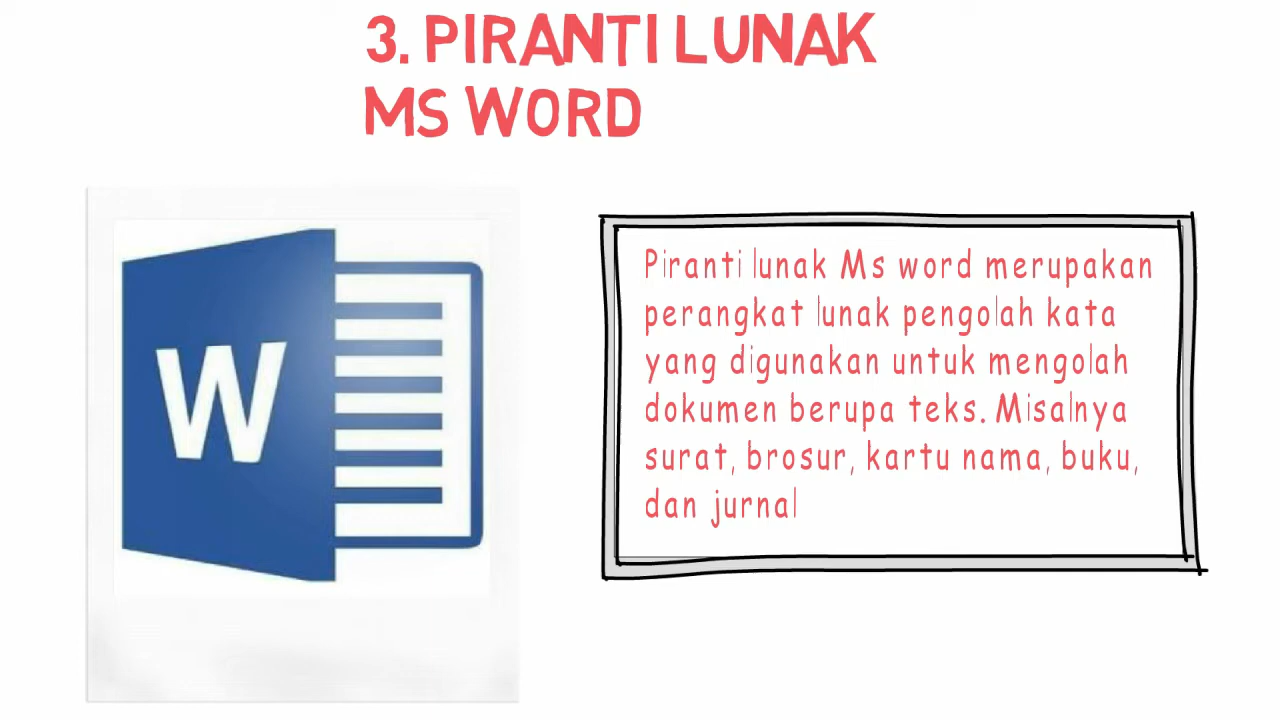 3. PIRANTI LUNAK
MS WORD
W
Piranti lunak Ms word merupakan
perangkat lunak pengolah kata
yang digunakan untuk mengolah
dokumen berupa teks. Misalnya
surat, brosur, kartu nama, buku,
dan jurnal